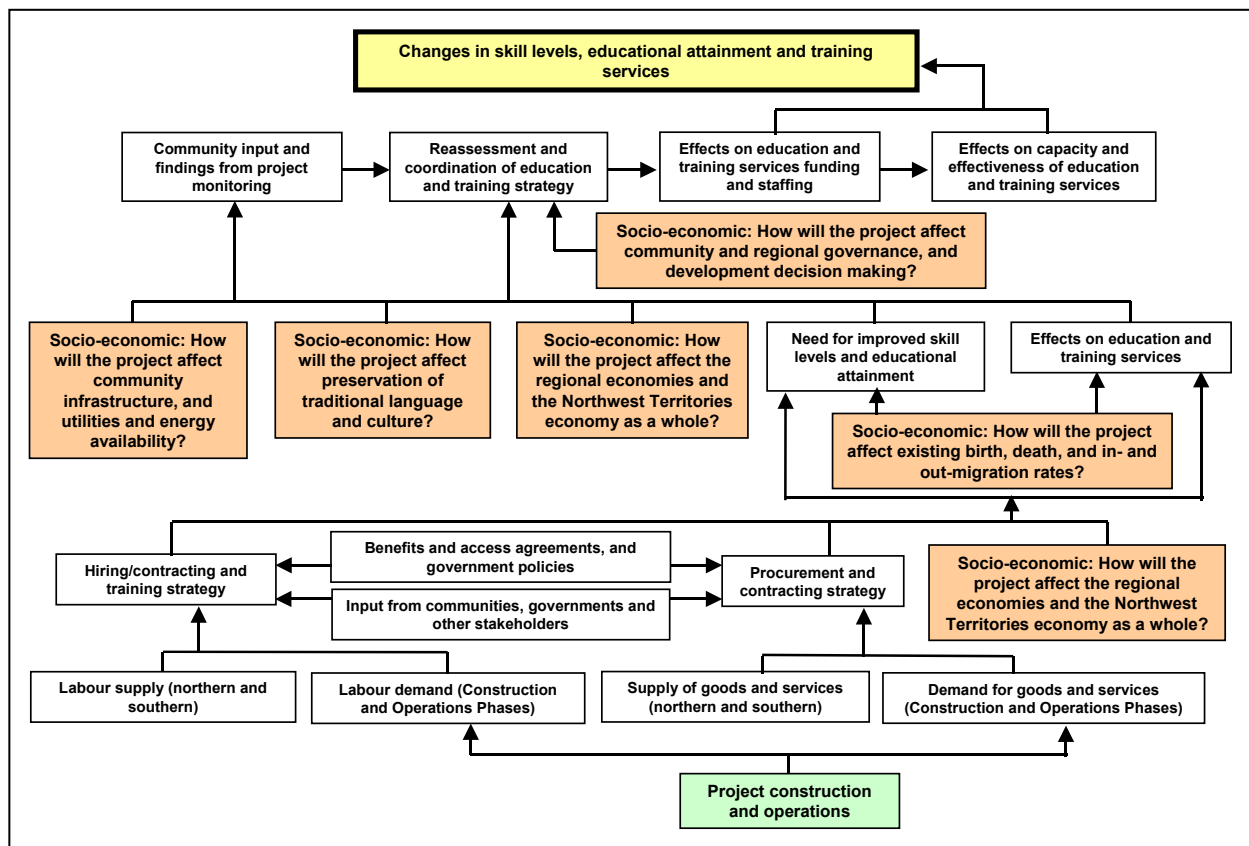 Changes in skill levels, educational attainment and training
services
Community input and
findings from project
monitoring
Reassessment and
coordination of education
and training strategy
Effects on education and
training services funding
and staffing
Effects on capacity and
effectiveness of education
and training services
Socio-economic: How will the project affect
community and regional governance, and
development decision making?
Socio-economic: How
will the project affect
community
infrastructure, and
utilities and energy
availability?
Socio-economic: How
will the project affect
preservation of
traditional language
and culture?
Socio-economic: How
will the project affect the
regional economies and
the Northwest Territories
economy as a whole?
Need for improved skill
levels and educational
attainment
Effects on education and
training services
Socio-economic: How will the project
affect existing birth, death, and in- and
out-migration rates?
Hiring/contracting and
training strategy
Benefits and access agreements, and
government policies
Input from communities, governments and
other stakeholders
Procurement and
contracting strategy
Socio-economic: How will the
project affect the regional
economies and the Northwest
Territories economy as a whole?
Labour supply (northern and
southern)
Labour demand (Construction
and Operations Phases)
Supply of goods and services
(northern and southern)
Demand for goods and services
(Construction and Operations Phases)
Project construction
and operations